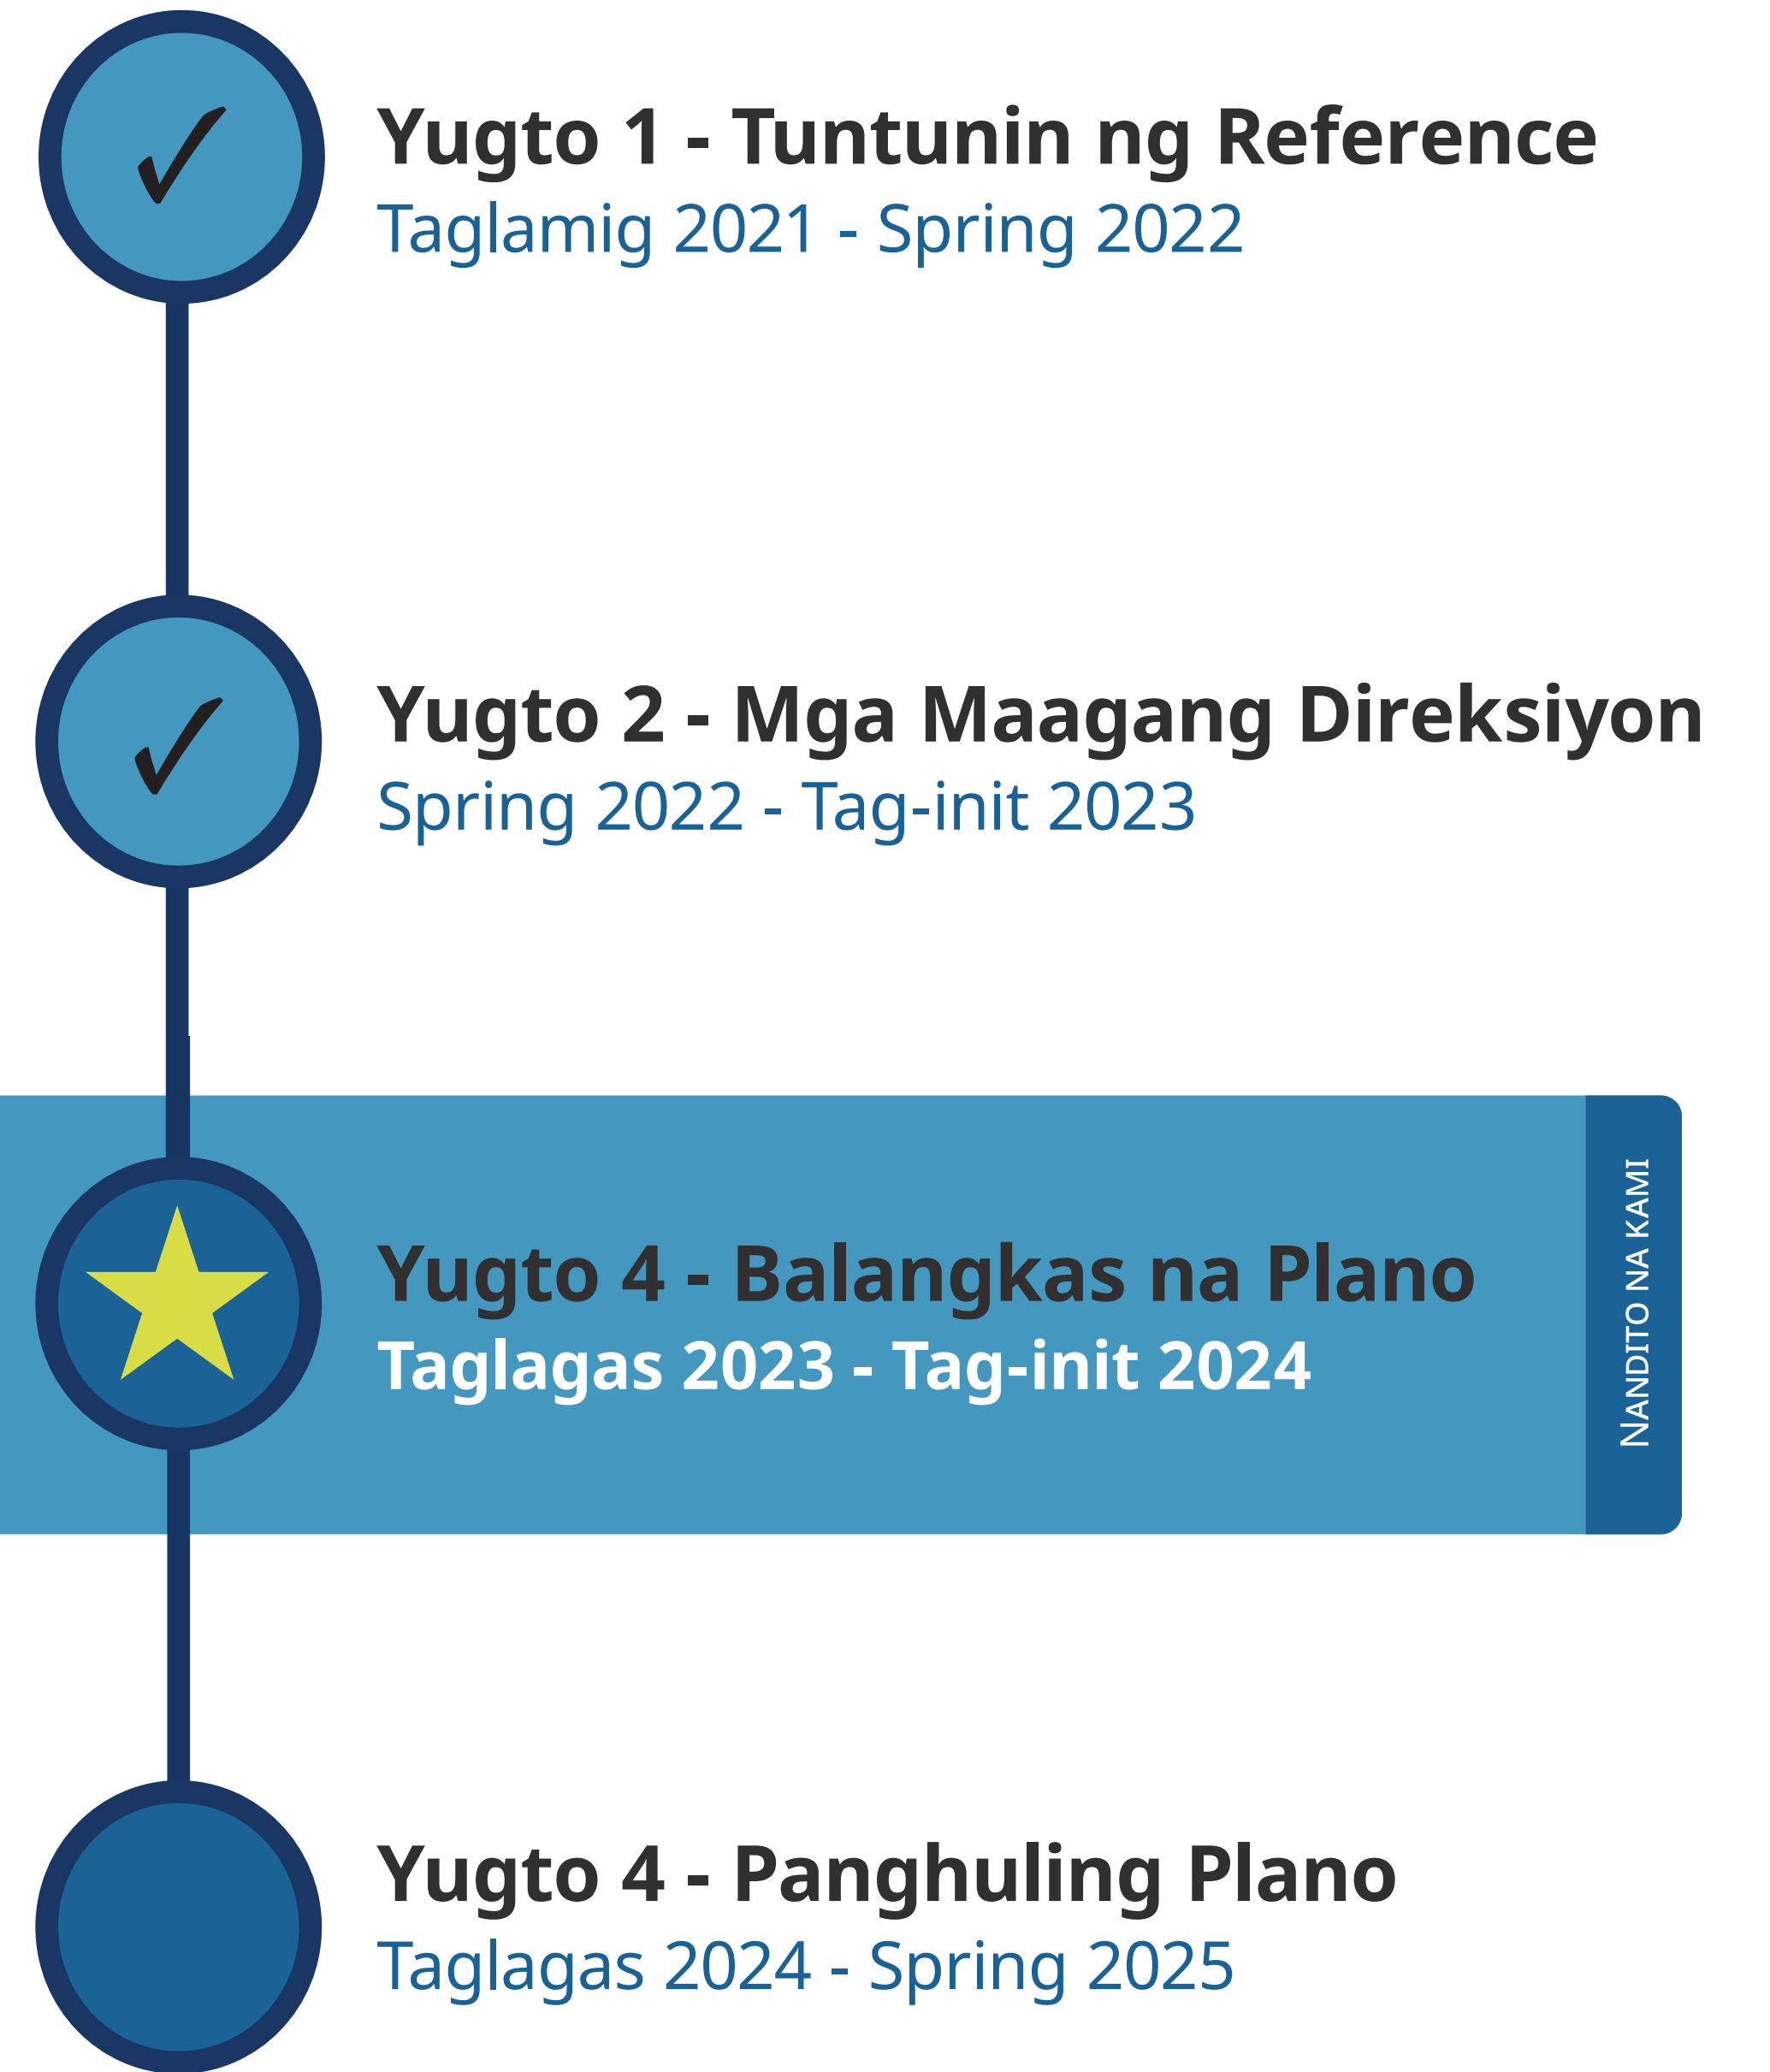 Yugto 1 - Tuntunin ng Reference
Taglamig 2021 - Spring 2022
Yugto 2 - Mga Maagang Direksiyon
Spring 2022 - Tag-init 2023
Yugto 4 - Balangkas na Plano
Taglagas 2023 - Tag-init 2024
NANDITO NA KAMI
Yugto 4 - Panghuling Plano
Taglagas 2024 - Spring 2025